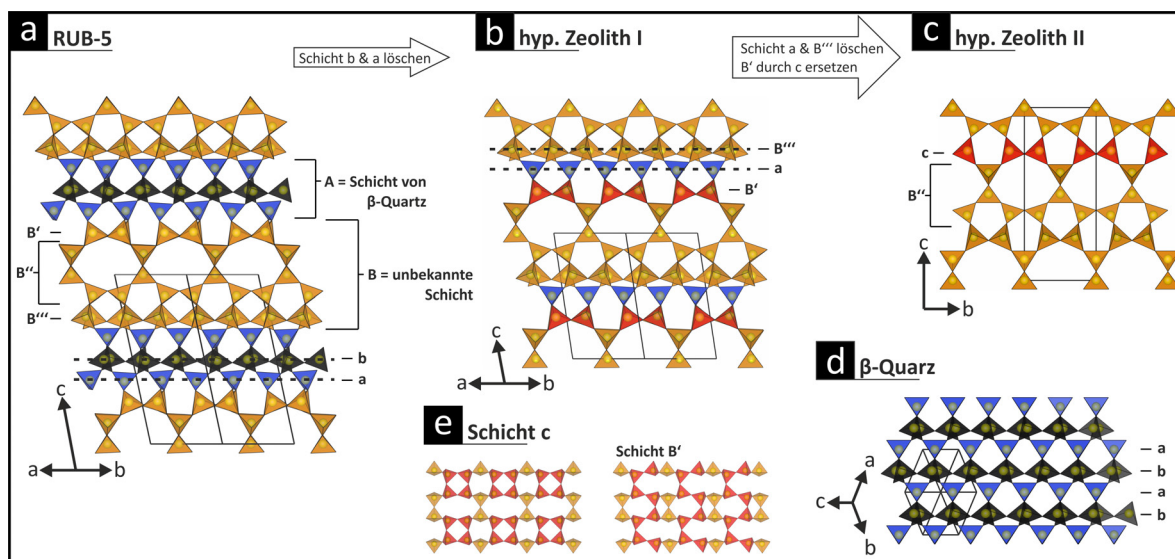 a RUB-5
Schicht b & a löschen
b hyp. Zeolith I
Schicht a & B‘‘‘ löschen
B‘ durch c ersetzen
c hyp. Zeolith II
A = Schicht von
β-Quartz
B‘
B‘‘
B‘‘‘
B = unbekannte
Schicht
b
a
c
a
b
B‘‘‘
a
B‘
c
a
b
c
B‘‘
c
b
d β-Quarz
a
b
a
b
a
c
b
e Schicht c
Schicht B‘